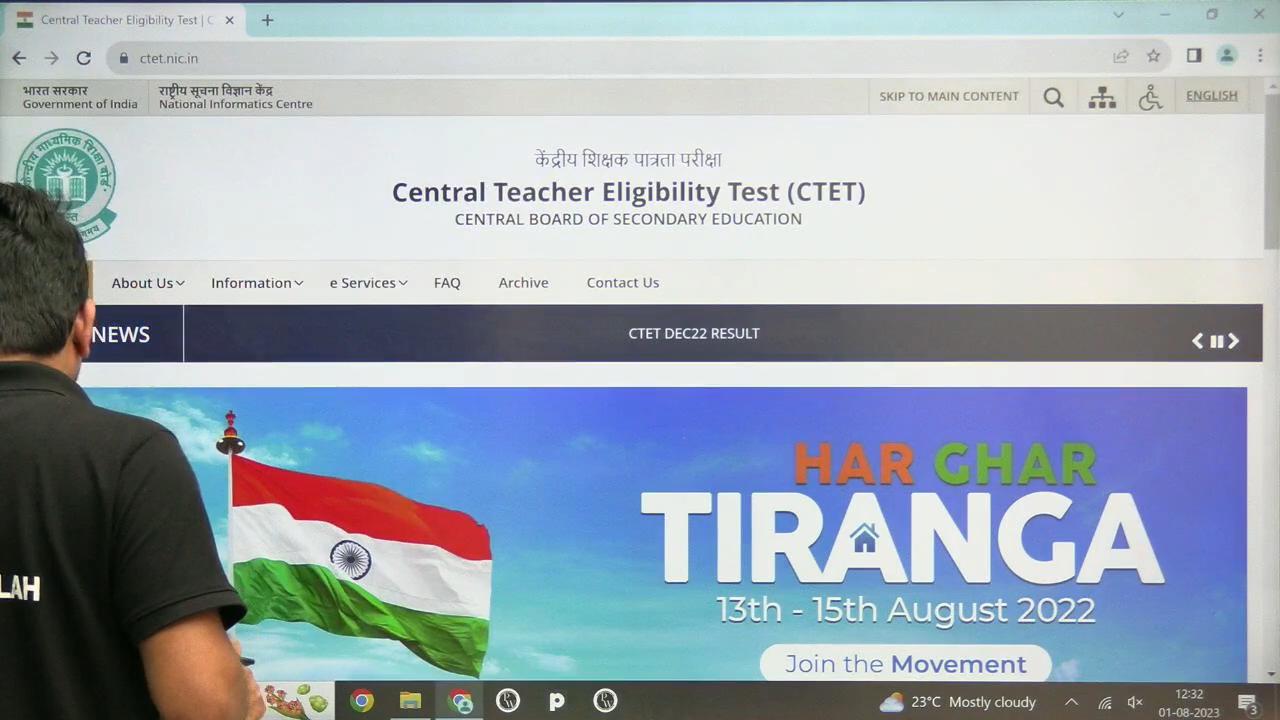 Central Teacher Eligibility Test | C
ctet.nic.in
भारत सरकार
Government of India
राष्ट्रीय सूचना विज्ञान केंद्र
National Informatics Centre
SKIP TO MAIN CONTENT
ENGLISH
केंद्रीय शिक्षक पात्रता परीक्षा
Central Teacher Eligibility Test (CTET)
CENTRAL BOARD OF SECONDARY EDUCATION
About Us
Information
e Services
FAQ
Archive
Contact Us
NEWS
CTET DEC22 RESULT
HAR GHAR
TIRANGA
13th - 15th August 2022
Join the Movement
LAH
23°C Mostly cloudy
12:32
01-08-2023
3